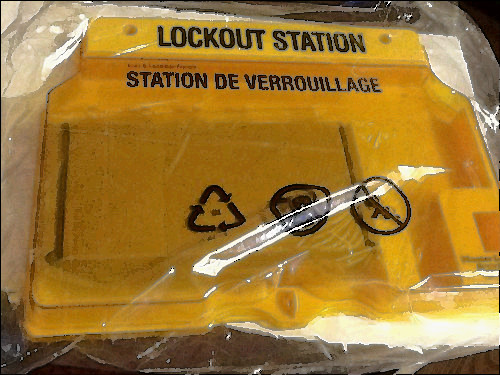 LOCKOUT STATION
STATION DE VERROUILLAGE